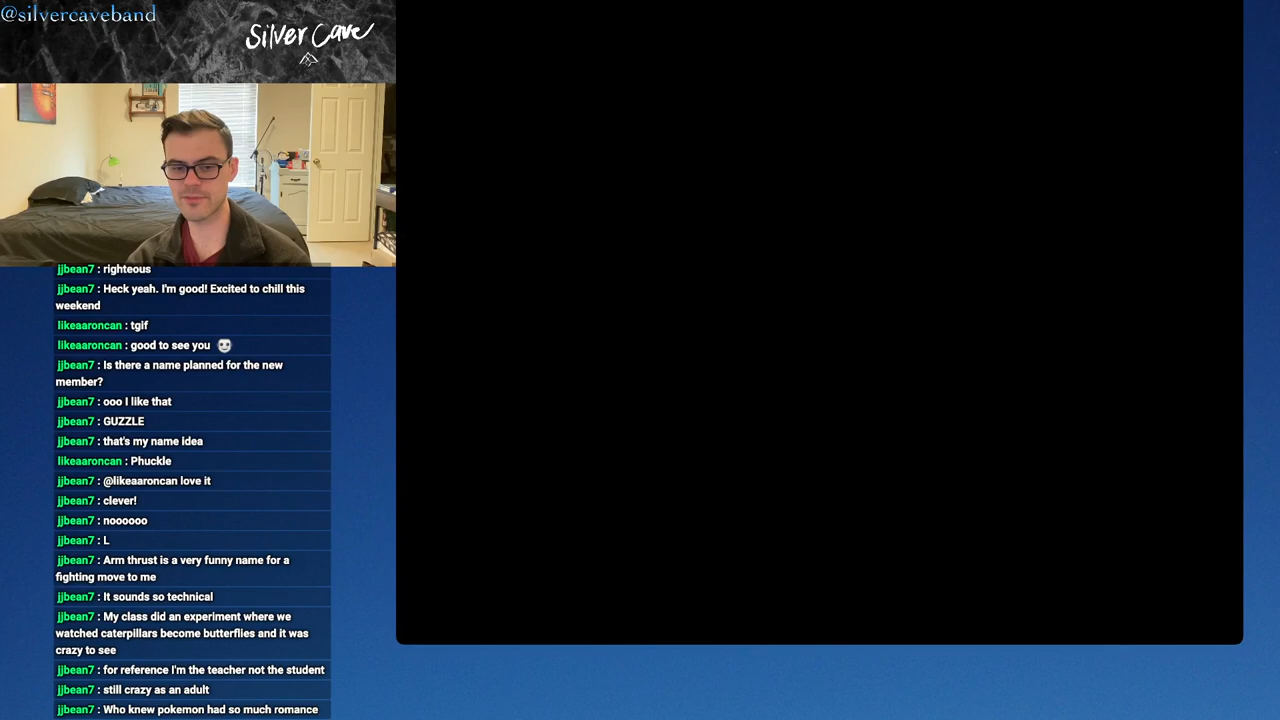 @silvercaveband
Silver Cave
jjbean7 : righteous
jjbean7 : Heck yeah. I'm good! Excited to chill this
weekend
likeaaroncan : tgif
likeaaroncan : good to see you
jjbean7 : Is there a name planned for the new
member?
jjbean7 : ooo I like that
jjbean7 : GUZZLE
jjbean7 : that's my name idea
likeaaroncan : Phuckle
jjbean7 : @likeaaroncan love it
jjbean7 : clever!
jjbean7 : noooooo
jjbean7 : L
jjbean7 : Arm thrust is a very funny name for a
fighting move to me
jjbean7 : It sounds so technical
jjbean7 : My class did an experiment where we
watched caterpillars become butterflies and it was
crazy to see
jjbean7 : for reference I'm the teacher not the student
jjbean7 : still crazy as an adult
jjbean7 : Who knew pokemon had so much romance